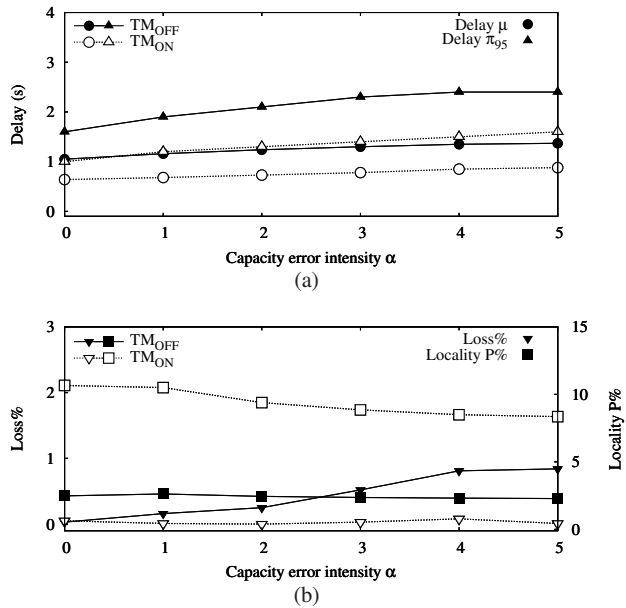 4
3
2
1
0
Delay (s)
TM_OFF
TM_ON
Delay μ
Delay π_95
0 1 2 3 4 5
Capacity error intensity α
(a)
3
2
1
0
Loss%
TM_OFF
TM_ON
Loss%
Locality P%
15
10
5
0
Locality P%
0 1 2 3 4 5
Capacity error intensity α
(b)